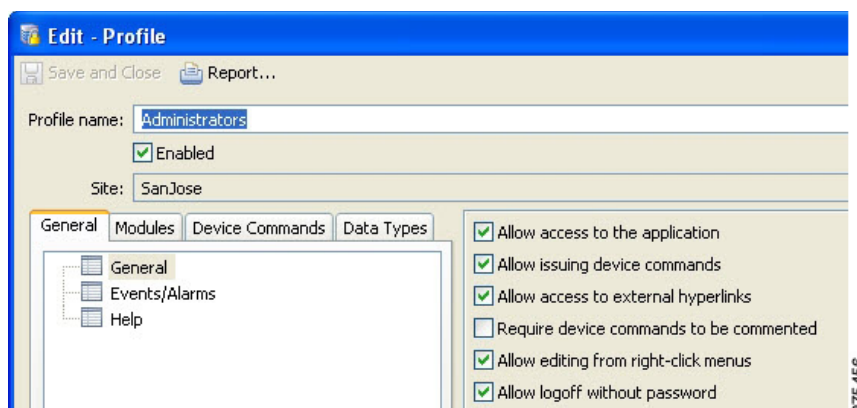 Edit - Profile
Save and Close Report...
Profile name: Administrators
Enabled
Site: SanJose
General Modules Device Commands Data Types
General
Events/Alarms
Help
Allow access to the application
Allow issuing device commands
Allow access to external hyperlinks
Require device commands to be commented
Allow editing from right-click menus
Allow logoff without password